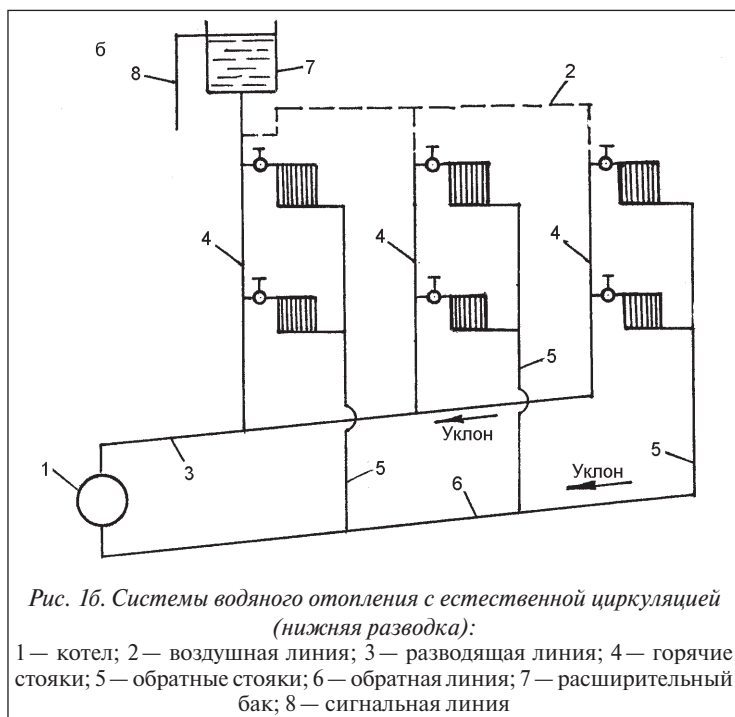 б
8
7
2
4
4
4
5
Уклон
1
3
5
6
Уклон
5
Рис. 1б. Системы водяного отопления с естественной циркуляцией
(нижняя разводка):
1 — котел; 2 — воздушная линия; 3 — разводящая линия; 4 — горячие
стояки; 5 — обратные стояки; 6 — обратная линия; 7 — расширительный
бак; 8 — сигнальная линия